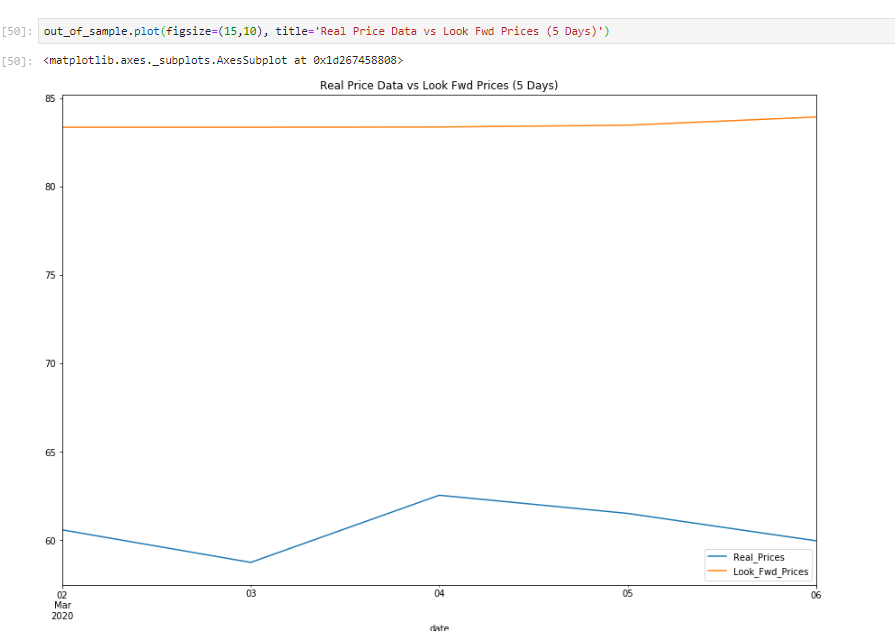 [50]: out_of_sample.plot(figsize=(15,10), title='Real Price Data vs Look Fwd Prices (5 Days)')
[50]: <matplotlib.axes._subplots.AxesSubplot at 0x1d267458808>
Real Price Data vs Look Fwd Prices (5 Days)
85
80
75
70
65
60
Real_Prices
Look_Fwd_Prices
02 03 04 05 06
Mar
2020
date